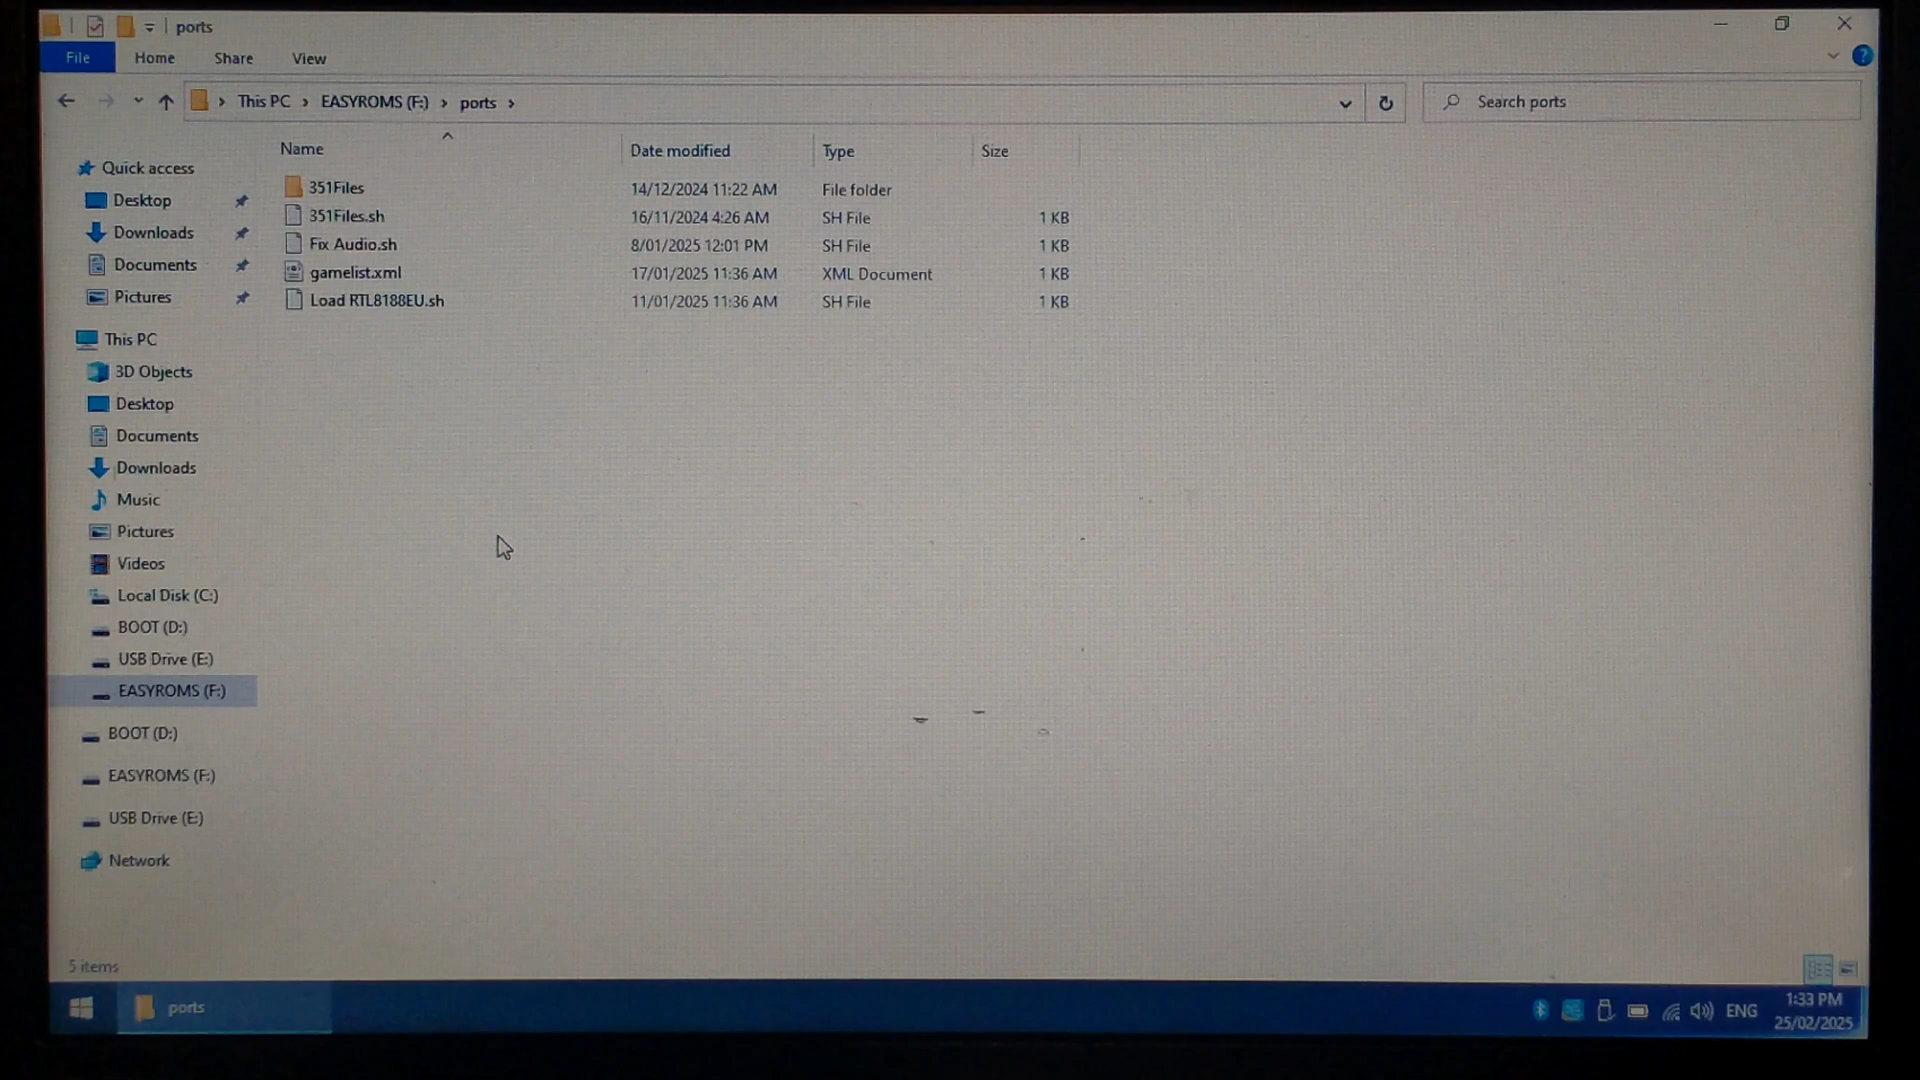 ports
File Home Share View
This PC EASYROMS (F:) ports
Search ports
Name Date modified Type Size
351Files 14/12/2024 11:22 AM File folder
351Files.sh 16/11/2024 4:26 AM SH File 1 KB
Fix Audio.sh 8/01/2025 12:01 PM SH File 1 KB
gamelist.xml 17/01/2025 11:36 AM XML Document 1 KB
Load RTL8188EU.sh 11/01/2025 11:36 AM SH File 1 KB
Quick access
Desktop
Downloads
Documents
Pictures
This PC
3D Objects
Desktop
Documents
Downloads
Music
Pictures
Videos
Local Disk (C:)
BOOT (D:)
USB Drive (E:)
EASYROMS (F:)
BOOT (D:)
EASYROMS (F:)
USB Drive (E:)
Network
5 items
ports
ENG
1:33 PM
25/02/2025